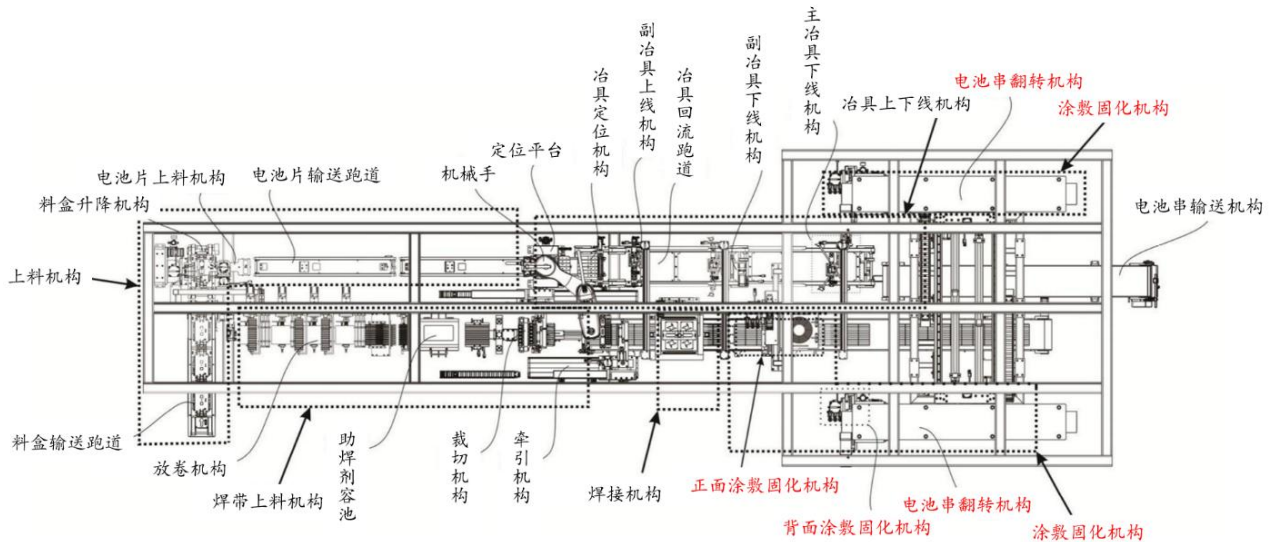 主冶具下线机构
副冶具上线机构
副冶具下线机构
冶具定位机构
冶具回流跑道
电池串翻转机构
冶具上下线机构
涂敷固化机构
定位平台
机械手
电池片上料机构
电池片输送跑道
料盒升降机构
电池串输送机构
上料机构
料盒输送跑道
放卷机构
焊带上料机构
助焊剂容池
裁切机构
牵引机构
焊接机构
正面涂敷固化机构
背面涂敷固化机构
电池串翻转机构
涂敷固化机构